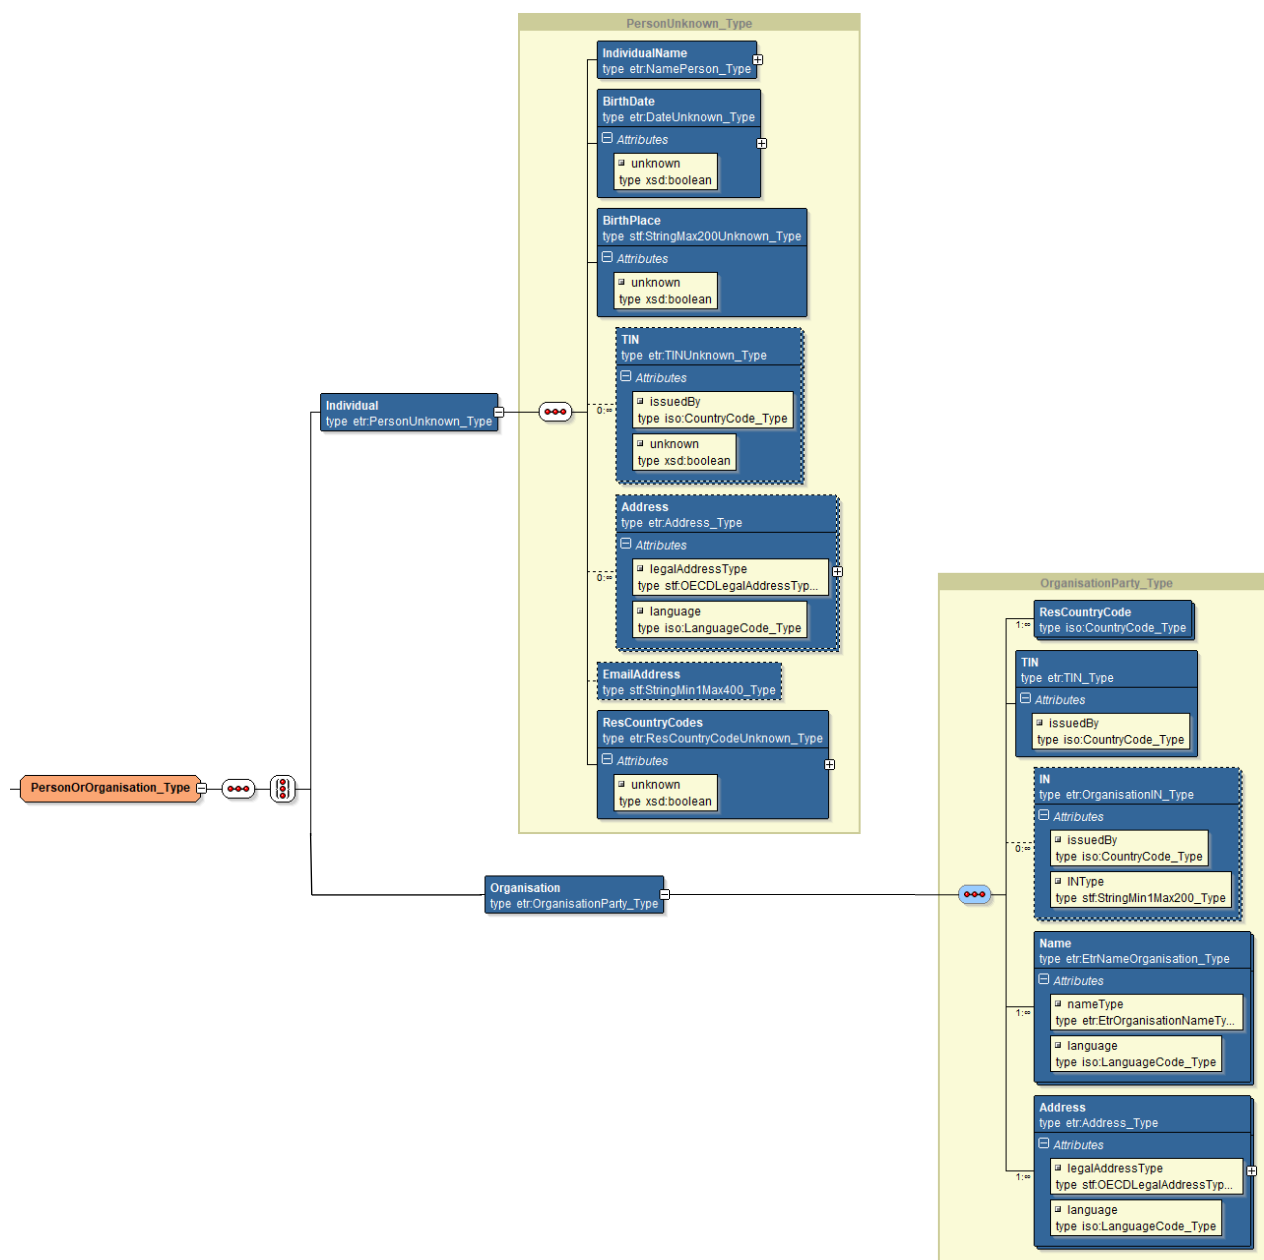 PersonUnknown_Type
IndividualName
type etr:NamePerson_Type
BirthDate
type etr:DateUnknown_Type
Attributes
unknown
type xsd:boolean
BirthPlace
type stf:StringMax200Unknown_Type
Attributes
unknown
type xsd:boolean
TIN
type etr:TINUnknown_Type
Attributes
issuedBy
type iso:CountryCode_Type
unknown
type xsd:boolean
0:∞
Individual
type etr:PersonUnknown_Type
Address
type etr:Address_Type
Attributes
legalAddressType
type stf:OECDLegalAddressTyp...
language
type iso:LanguageCode_Type
0:∞
EmailAddress
type stf:StringMin1Max400_Type
ResCountryCodes
type etr:ResCountryCodeUnknown_Type
Attributes
unknown
type xsd:boolean
PersonOrOrganisation_Type
Organisation
type etr:OrganisationParty_Type
OrganisationParty_Type
ResCountryCode
type iso:CountryCode_Type
1:∞
TIN
type etr:TIN_Type
Attributes
issuedBy
type iso:CountryCode_Type
IN
type etr:OrganisationIN_Type
Attributes
issuedBy
type iso:CountryCode_Type
0:∞
INType
type stf:StringMin1Max200_Type
Name
type etr:EtrNameOrganisation_Type
Attributes
nameType
type etr:EtrOrganisationNameTy...
1:∞
language
type iso:LanguageCode_Type
Address
type etr:Address_Type
Attributes
legalAddressType
type stf:OECDLegalAddressTyp...
1:∞
language
type iso:LanguageCode_Type